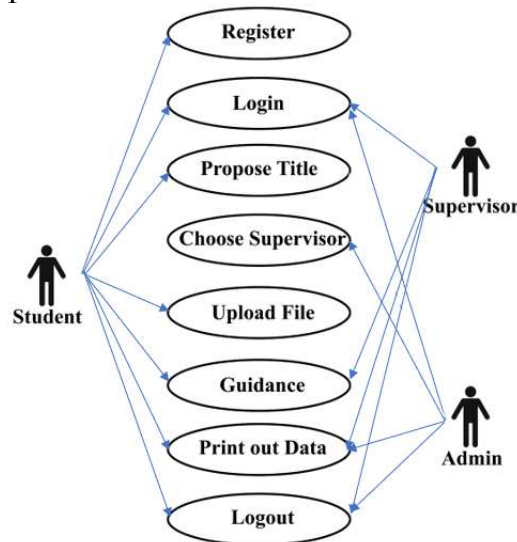 Register
Login
Propose Title
Supervisor
Choose Supervisor
Student
Upload File
Guidance
Print out Data
Admin
Logout